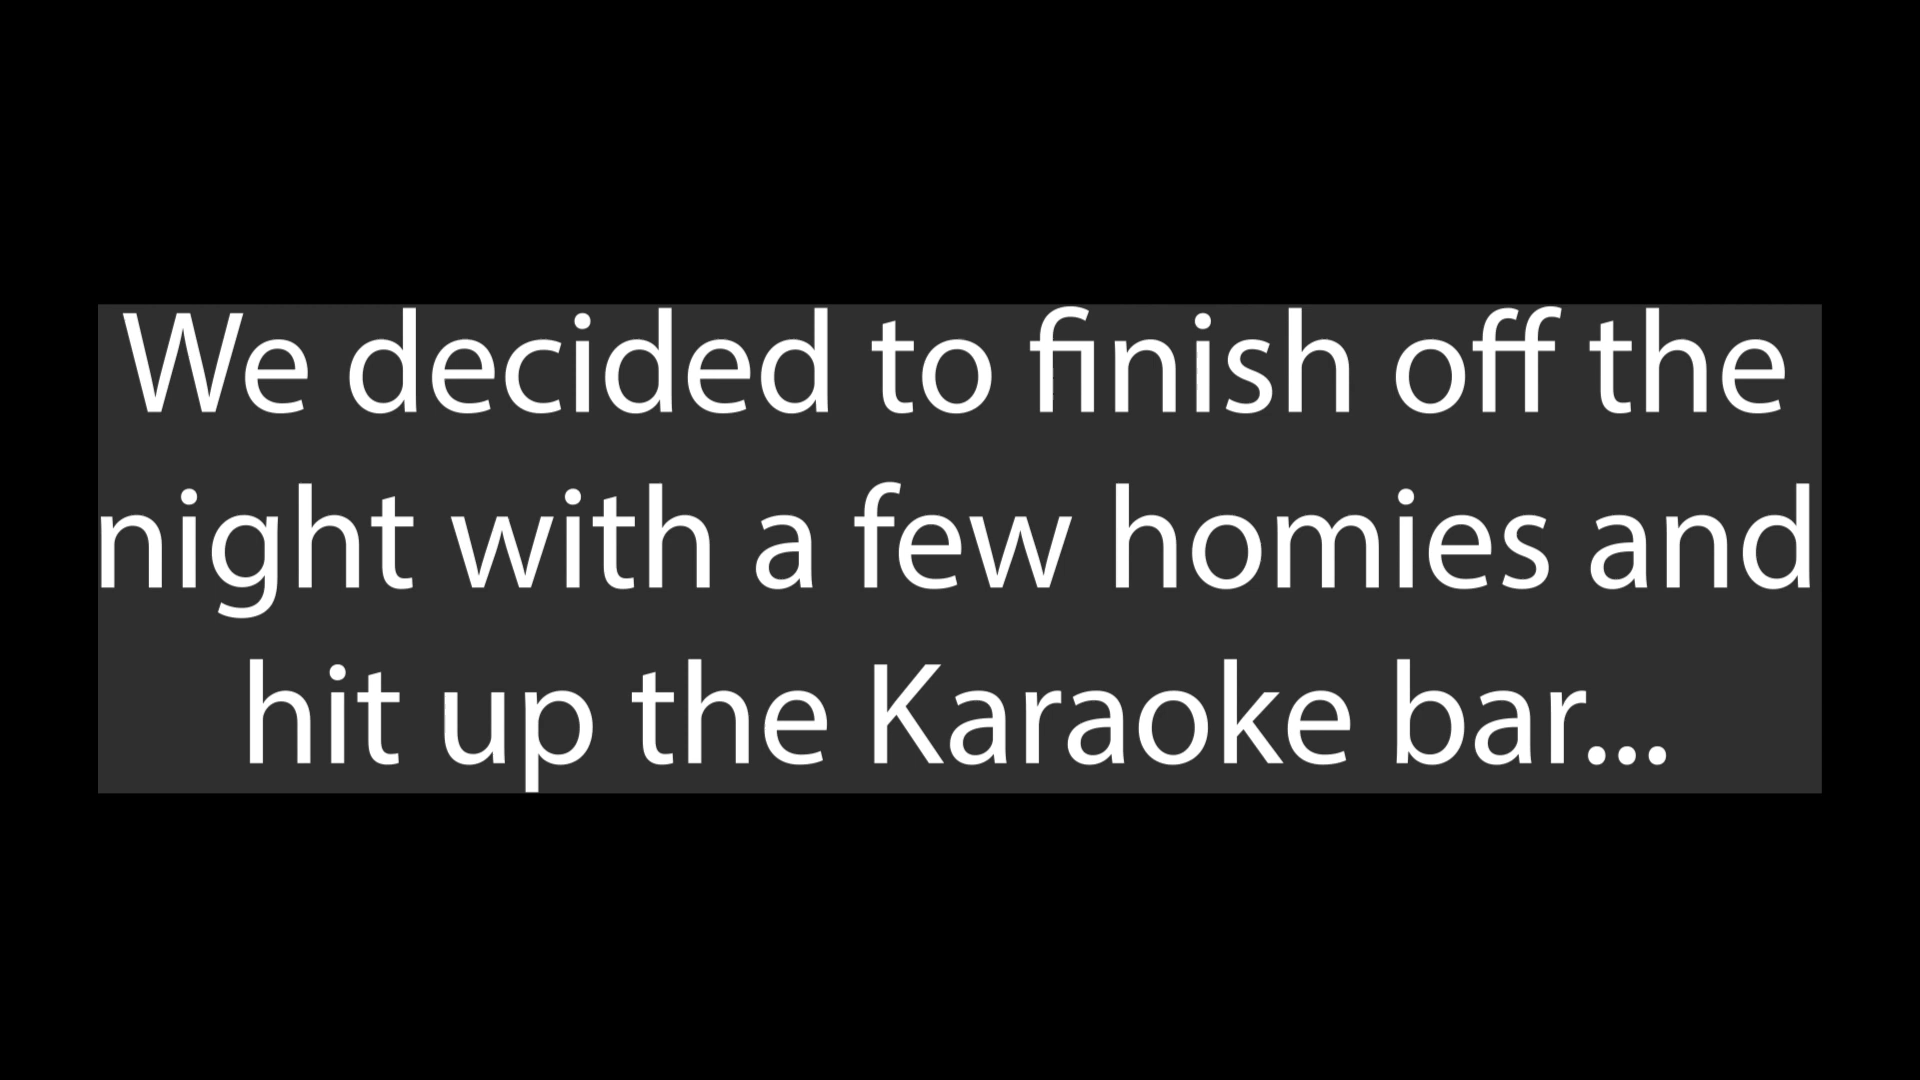 We decided to finish off the
night with a few homies and
hit up the Karaoke bar...